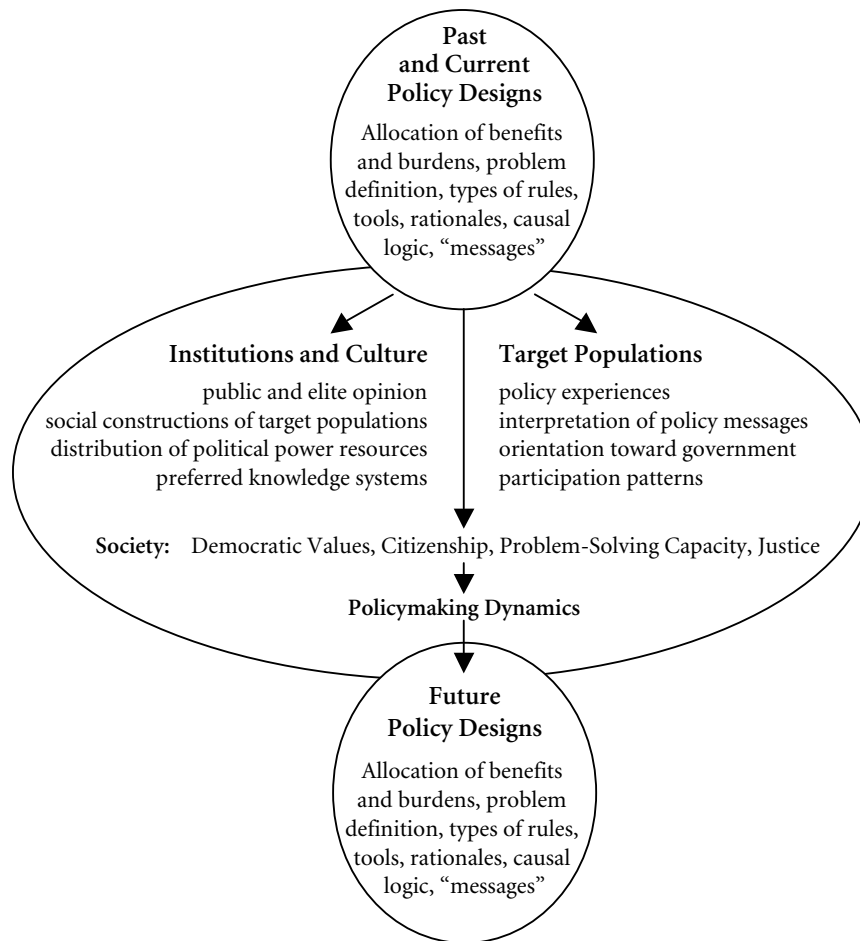 Past
and Current
Policy Designs
Allocation of benefits
and burdens, problem
definition, types of rules,
tools, rationales, causal
logic, “messages”
Institutions and Culture
public and elite opinion
social constructions of target populations
distribution of political power resources
preferred knowledge systems
Target Populations
policy experiences
interpretation of policy messages
orientation toward government
participation patterns
Society: Democratic Values, Citizenship, Problem-Solving Capacity, Justice
Policymaking Dynamics
Future
Policy Designs
Allocation of benefits
and burdens, problem
definition, types of rules,
tools, rationales, causal
logic, “messages”